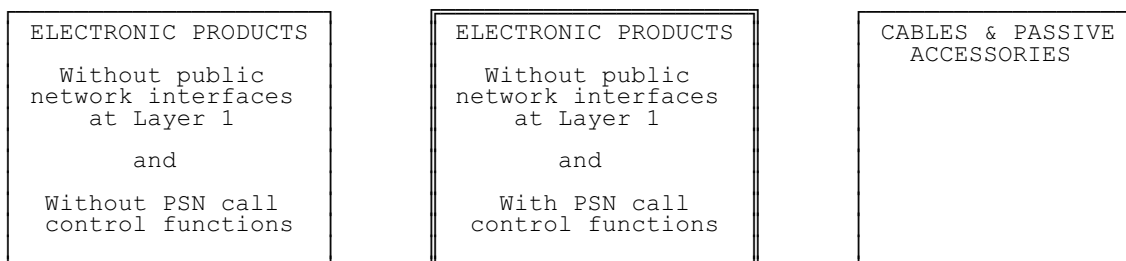 ELECTRONIC PRODUCTS
Without public
network interfaces
at Layer 1
and
Without PSN call
control functions
ELECTRONIC PRODUCTS
Without public
network interfaces
at Layer 1
and
With PSN call
control functions
CABLES & PASSIVE
ACCESSORIES